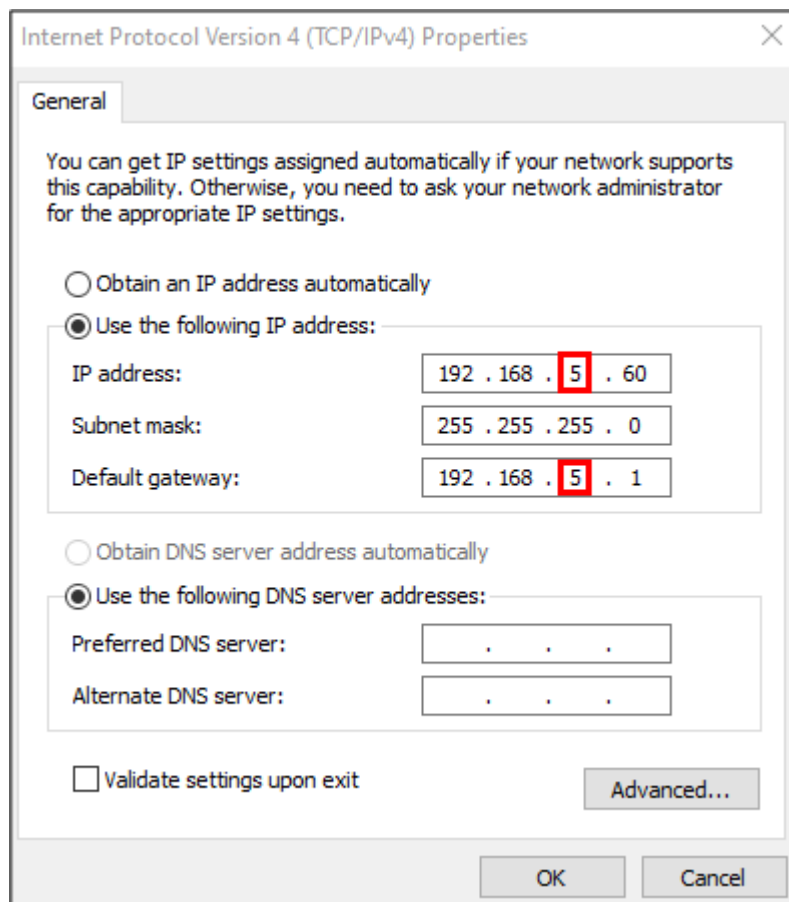 Internet Protocol Version 4 (TCP/IPv4) Properties
General
You can get IP settings assigned automatically if your network supports
this capability. Otherwise, you need to ask your network administrator
for the appropriate IP settings.
Obtain an IP address automatically
Use the following IP address:
IP address: 192 . 168 . 5 . 60
Subnet mask: 255 . 255 . 255 . 0
Default gateway: 192 . 168 . 5 . 1
Obtain DNS server address automatically
Use the following DNS server addresses:
Preferred DNS server: . . .
Alternate DNS server: . . .
Validate settings upon exit
Advanced...
OK Cancel